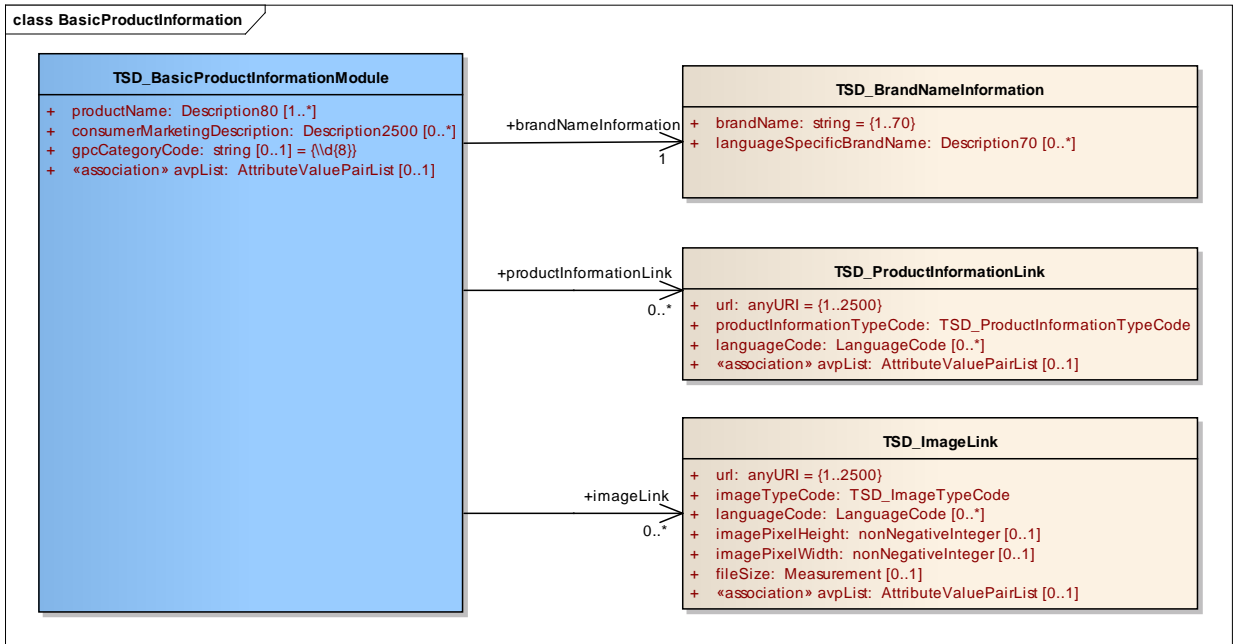 class BasicProductInformation
TSD_BasicProductInformationModule
+ productName: Description80 [1..*]
+ consumerMarketingDescription: Description2500 [0..*]
+ gpcCategoryCode: string [0..1] = {\\d{8}}
+ «association» avpList: AttributeValuePairList [0..1]
+brandNameInformation
1
TSD_BrandNameInformation
+ brandName: string = {1..70}
+ languageSpecificBrandName: Description70 [0..*]
+productInformationLink
0..*
TSD_ProductInformationLink
+ url: anyURI = {1..2500}
+ productInformationTypeCode: TSD_ProductInformationTypeCode
+ languageCode: LanguageCode [0..*]
+ «association» avpList: AttributeValuePairList [0..1]
+imageLink
0..*
TSD_ImageLink
+ url: anyURI = {1..2500}
+ imageTypeCode: TSD_ImageTypeCode
+ languageCode: LanguageCode [0..*]
+ imagePixelHeight: nonNegativeInteger [0..1]
+ imagePixelWidth: nonNegativeInteger [0..1]
+ fileSize: Measurement [0..1]
+ «association» avpList: AttributeValuePairList [0..1]